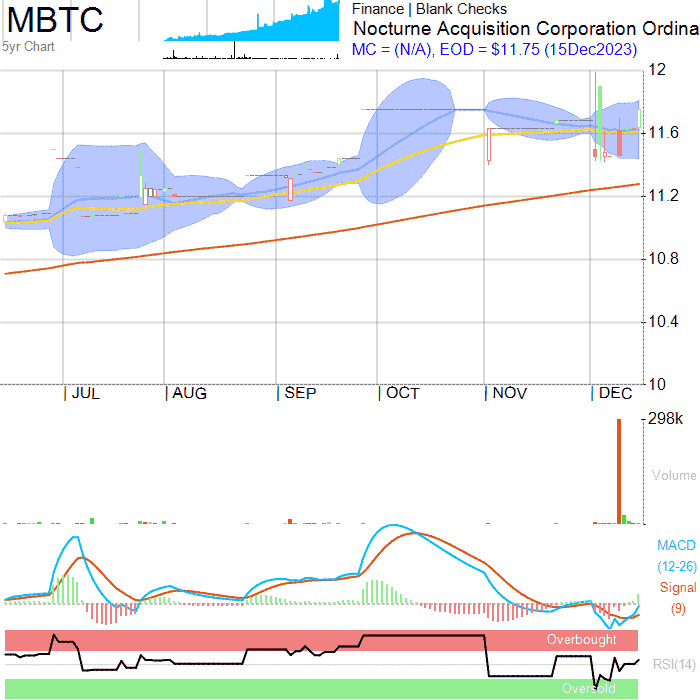 MBTC
5yr Chart
Finance | Blank Checks
Nocturne Acquisition Corporation Ordina
MC = (N/A), EOD = $11.75 (15Dec2023)
12
11.6
11.2
10.8
10.4
10
JUL AUG SEP OCT NOV DEC
298k
Volume
MACD
(12-26)
Signal
(9)
Overbought
RSI(14)
Oversold